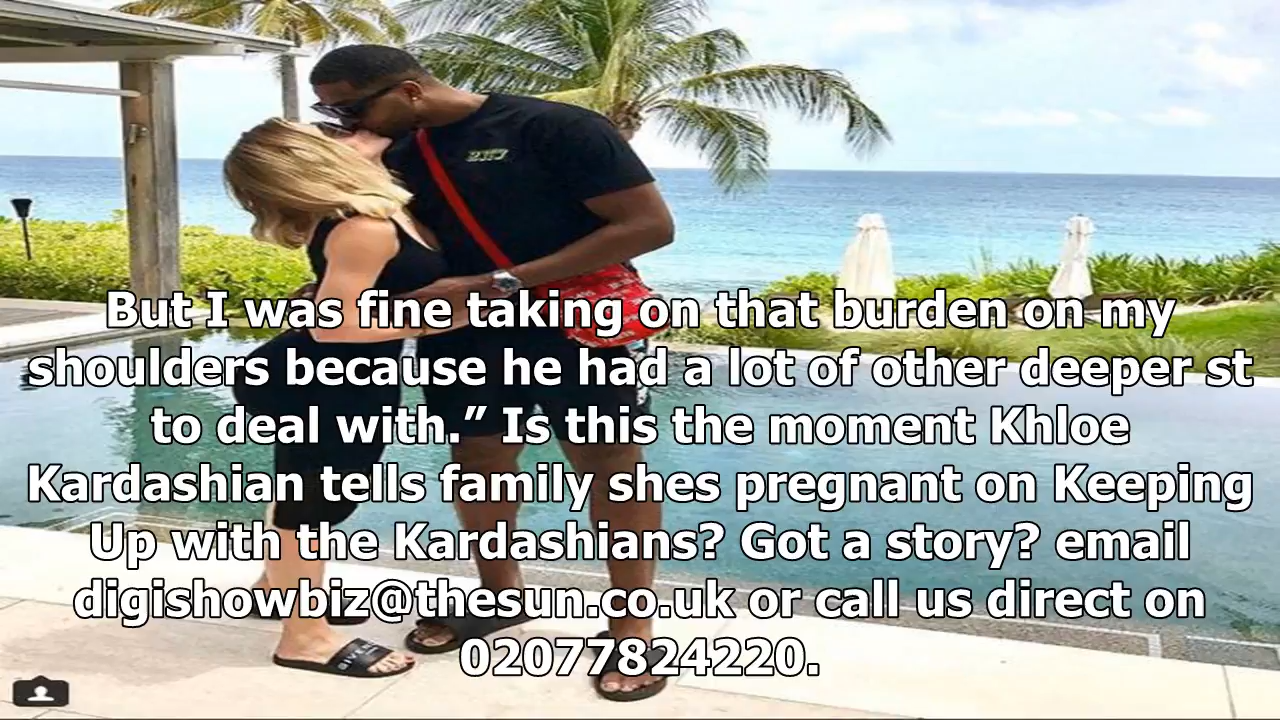 But I was fine taking on that burden on my
shoulders because he had a lot of other deeper st
to deal with.” Is this the moment Khloe
Kardashian tells family shes pregnant on Keeping
Up with the Kardashians? Got a story? email
digishowbiz@thesun.co.uk or call us direct on
02077824220.